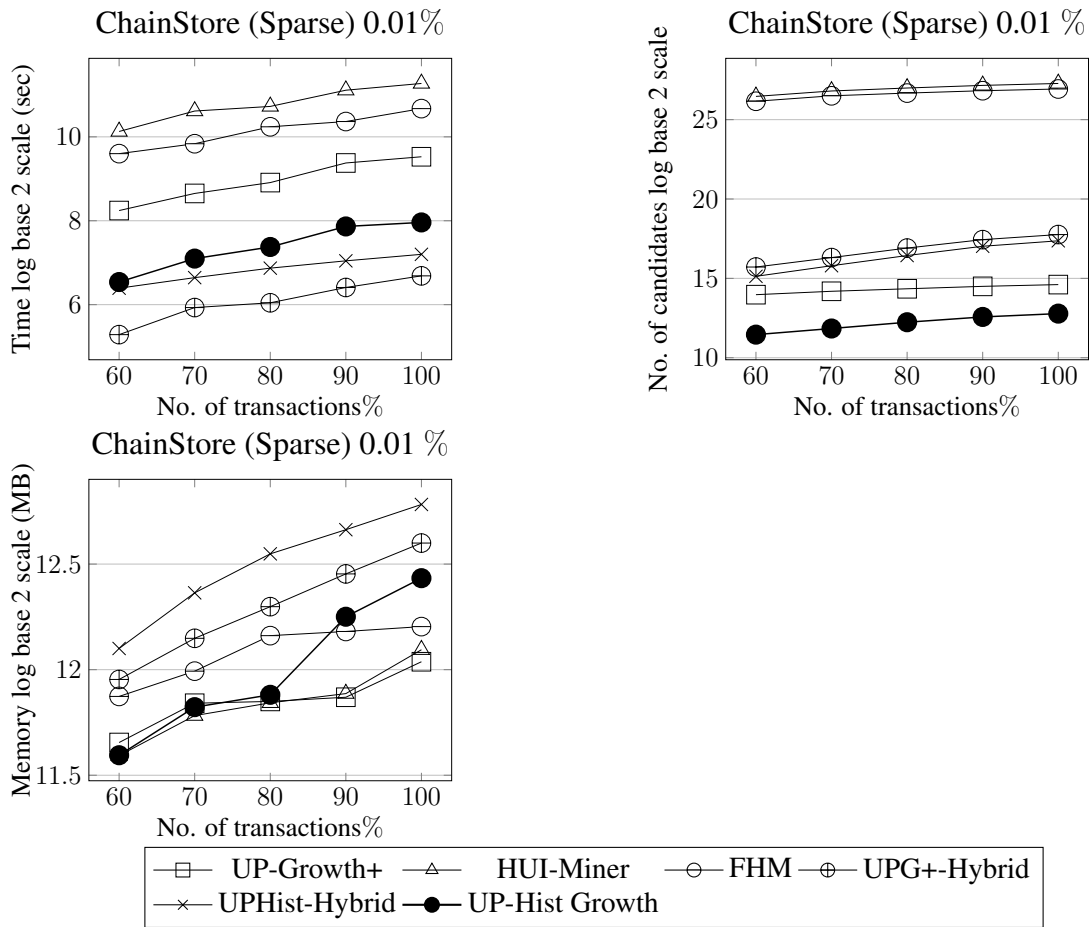 ChainStore (Sparse) 0.01%
Time log base 2 scale (sec)
10
8
6
60 70 80 90 100
No. of transactions%
ChainStore (Sparse) 0.01 %
No. of candidates log base 2 scale
25
20
15
10
60 70 80 90 100
No. of transactions%
ChainStore (Sparse) 0.01 %
Memory log base 2 scale (MB)
12.5
12
11.5
60 70 80 90 100
No. of transactions%
UP-Growth+ HUI-Miner FHM UPG+-Hybrid
UPHist-Hybrid UP-Hist Growth